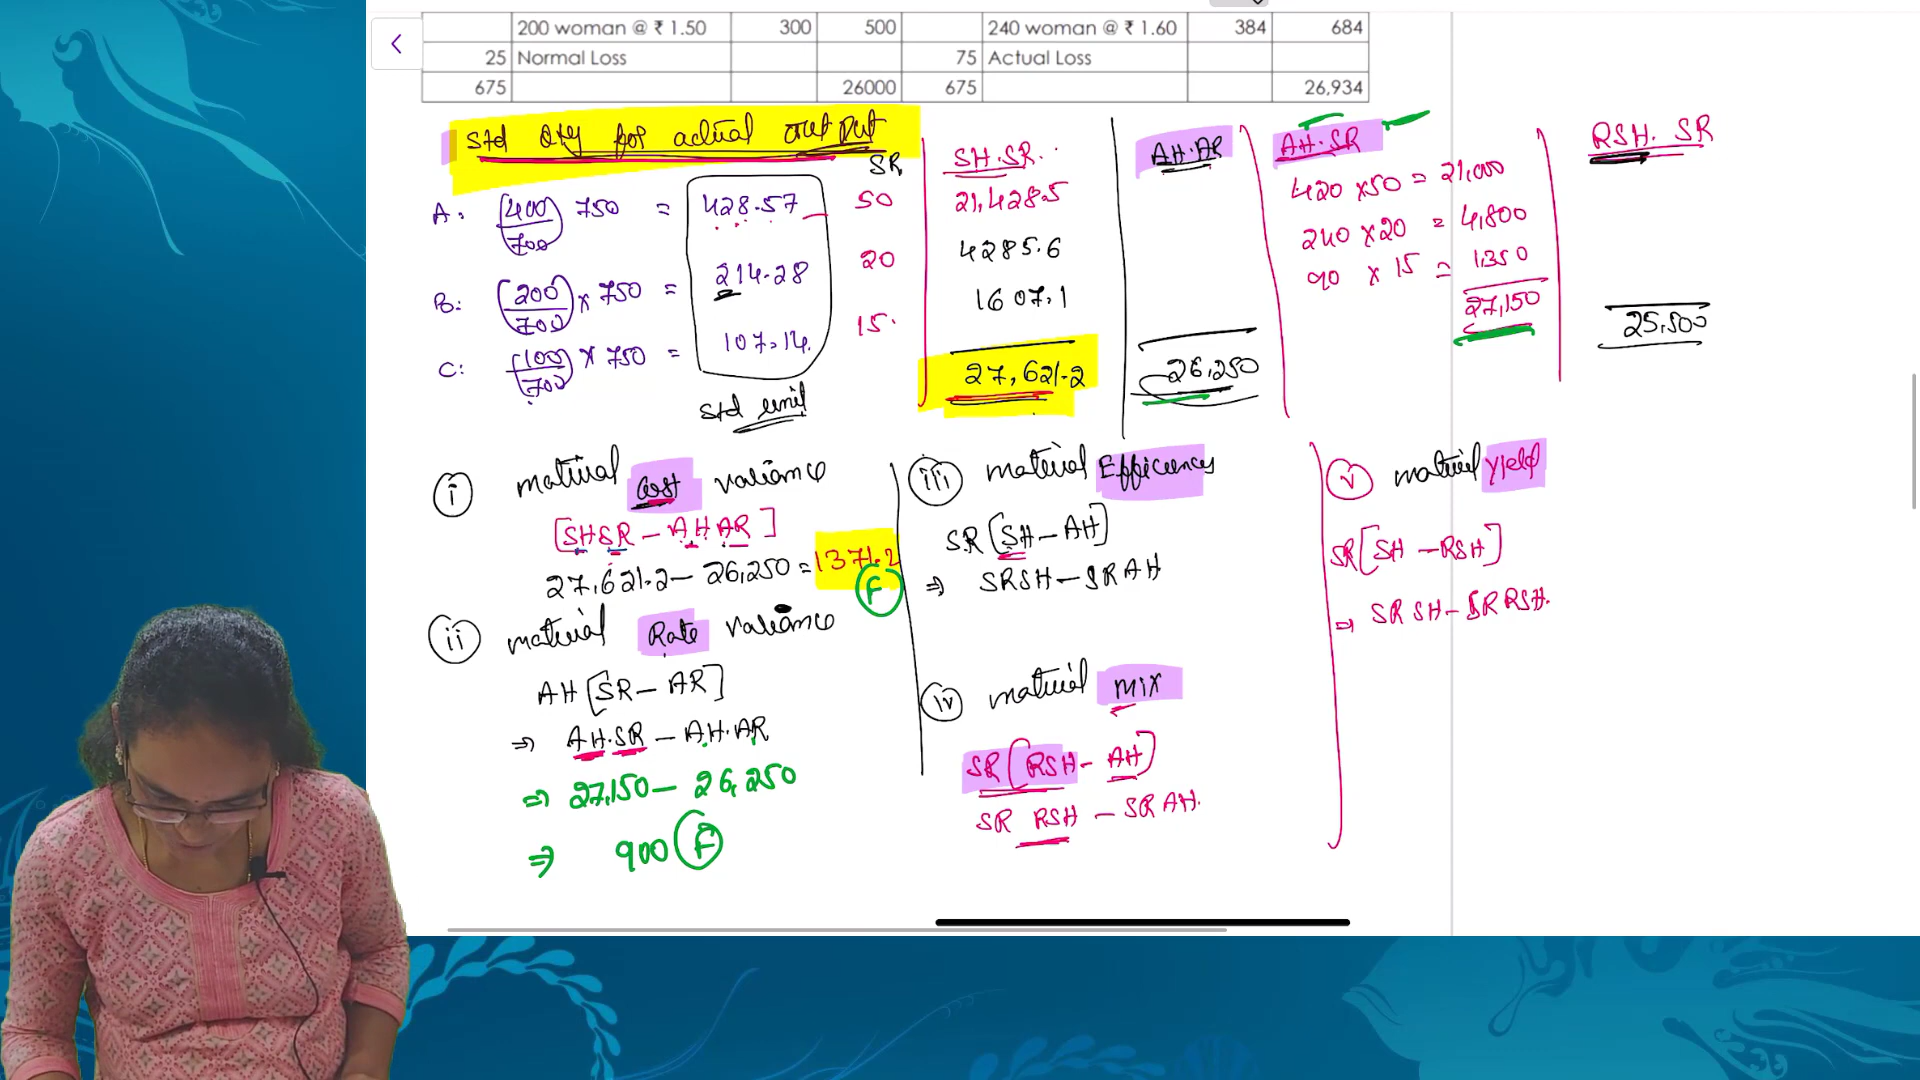 200 woman @ ₹ 1.50 300 500 240 woman @ ₹ 1.60 384 684
25 Normal Loss 75 Actual Loss
675 26000 675 26,934
Std Qty for actual output
SR
A: (400/700) 750 = 428.57 50
B: (200/700) × 750 = 214.28 20
C: (100/700) × 750 = 107.14 15
Std unit
SH.SR.
21,428.5
4285.6
1607.1
27,621.2
AH.AR
26,250
AH.SR
420 × 50 = 21,000
240 × 20 = 4,800
90 × 15 = 1350
27,150
RSH. SR
25,500
(i) material cost variance
[SHSR - AHAR]
27,621.2 - 26,250 = 1371.2
F
(ii) material Rate variance
AH [SR - AR]
⇒ AH.SR - AH.AR
⇒ 27,150 - 26,250
⇒ 900 F
(iii) material Efficiency
SR [SH - AH]
⇒ SRSH - SRAH
(iv) material mix
SR [RSH - AH]
SR RSH - SR AH.
(v) material yield
SR [SH - RSH]
⇒ SR SH - SR RSH.